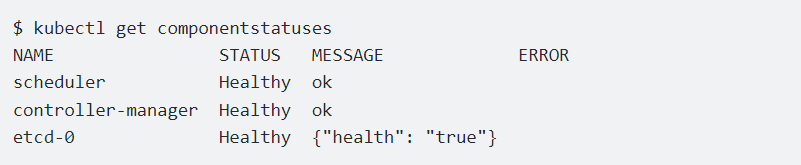 $ kubectl get componentstatuses
NAME                 STATUS    MESSAGE              ERROR
scheduler            Healthy   ok
controller-manager   Healthy   ok
etcd-0               Healthy   {"health": "true"}